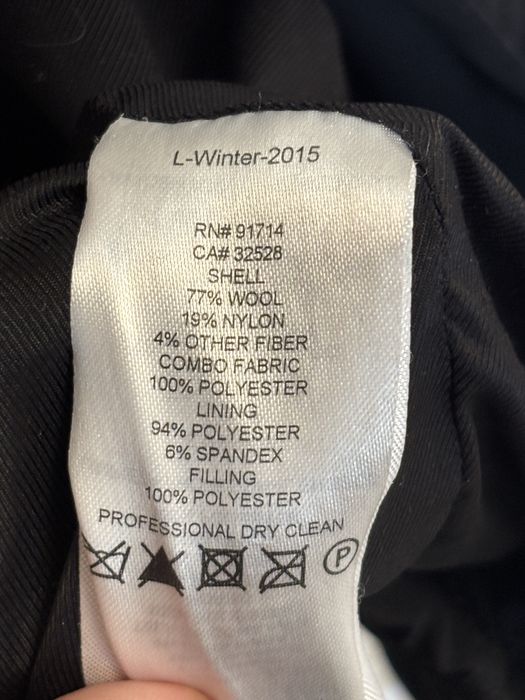 L-Winter-2015
RN# 91714
CA# 32528
SHELL
77% WOOL
19% NYLON
4% OTHER FIBER
COMBO FABRIC
100% POLYESTER
LINING
94% POLYESTER
6% SPANDEX
FILLING
100% POLYESTER
PROFESSIONAL DRY CLEAN
P